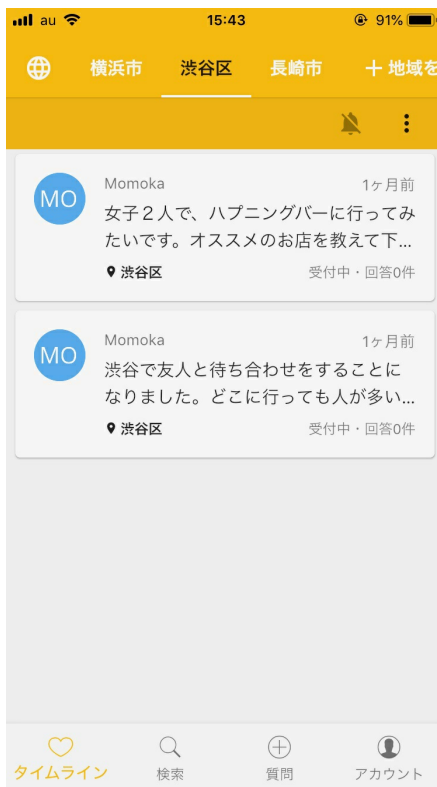 au 15:43 91%
横浜市 渋谷区 長崎市 ＋ 地域を
MO
Momoka 1ヶ月前
女子２人で、ハプニングバーに行ってみ
たいです。オススメのお店を教えて下...
渋谷区 受付中・回答0件
MO
Momoka 1ヶ月前
渋谷で友人と待ち合わせをすることに
なりました。どこに行っても人が多い...
渋谷区 受付中・回答0件
タイムライン 検索 質問 アカウント